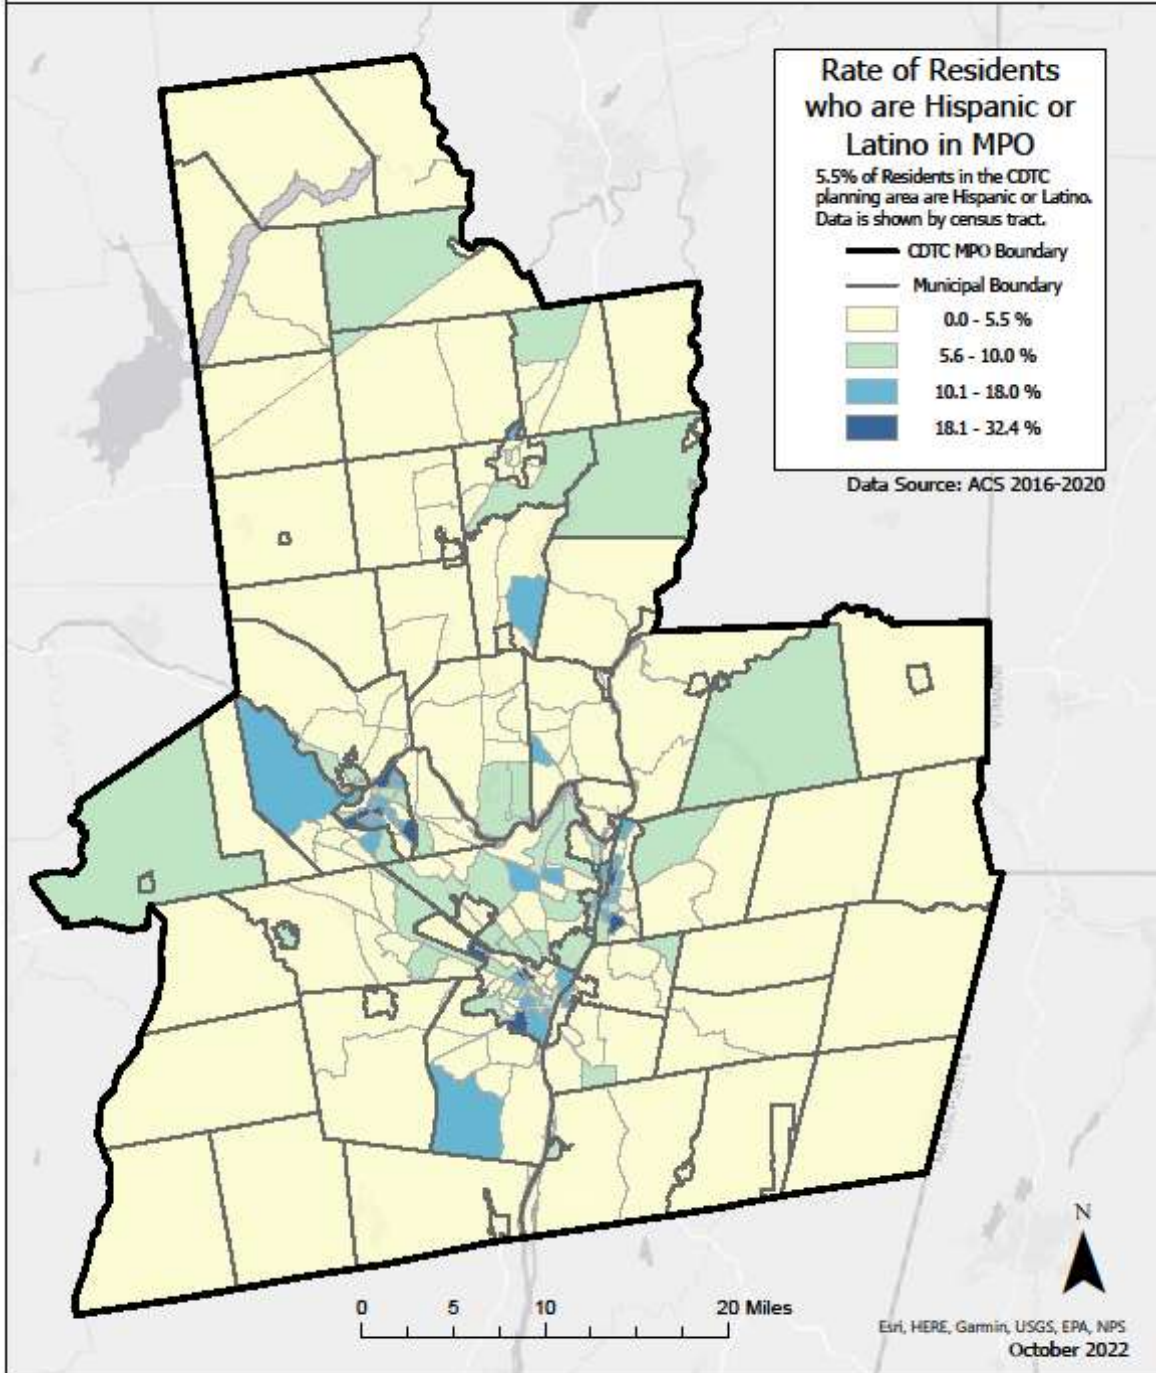 Rate of Residents
who are Hispanic or
Latino in MPO
5.5% of Residents in the CDTC
planning area are Hispanic or Latino.
Data is shown by census tract.
CDTC MPO Boundary
Municipal Boundary
0.0 - 5.5 %
5.6 - 10.0 %
10.1 - 18.0 %
18.1 - 32.4 %
Data Source: ACS 2016-2020
N
0 5 10 20 Miles
Esri, HERE, Garmin, USGS, EPA, NPS
October 2022